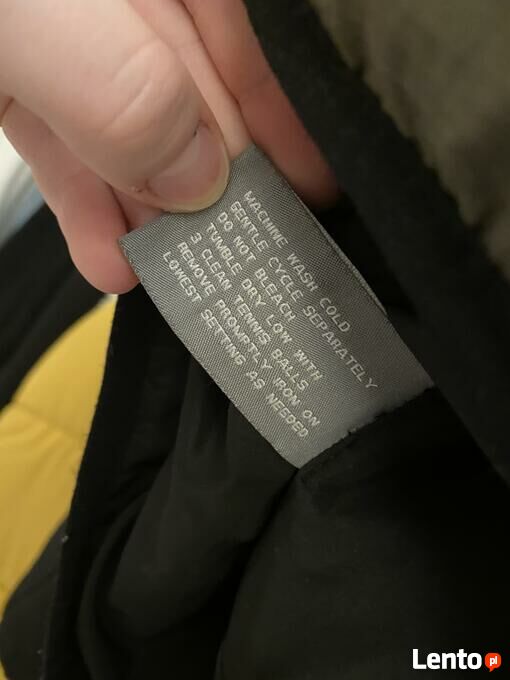 MACHINE WASH COLD
GENTLE CYCLE SEPARATELY
DO NOT BLEACH
TUMBLE DRY LOW WITH
3 CLEAN TENNIS BALLS
REMOVE PROMPTLY IRON ON
LOWEST SETTING AS NEEDED
Lento pl